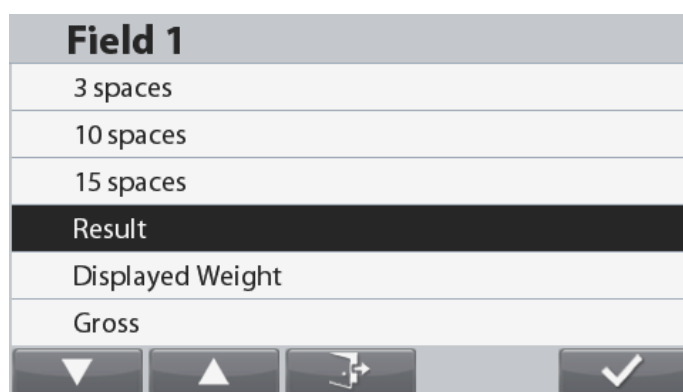 Field 1
3 spaces
10 spaces
15 spaces
Result
Displayed Weight
Gross